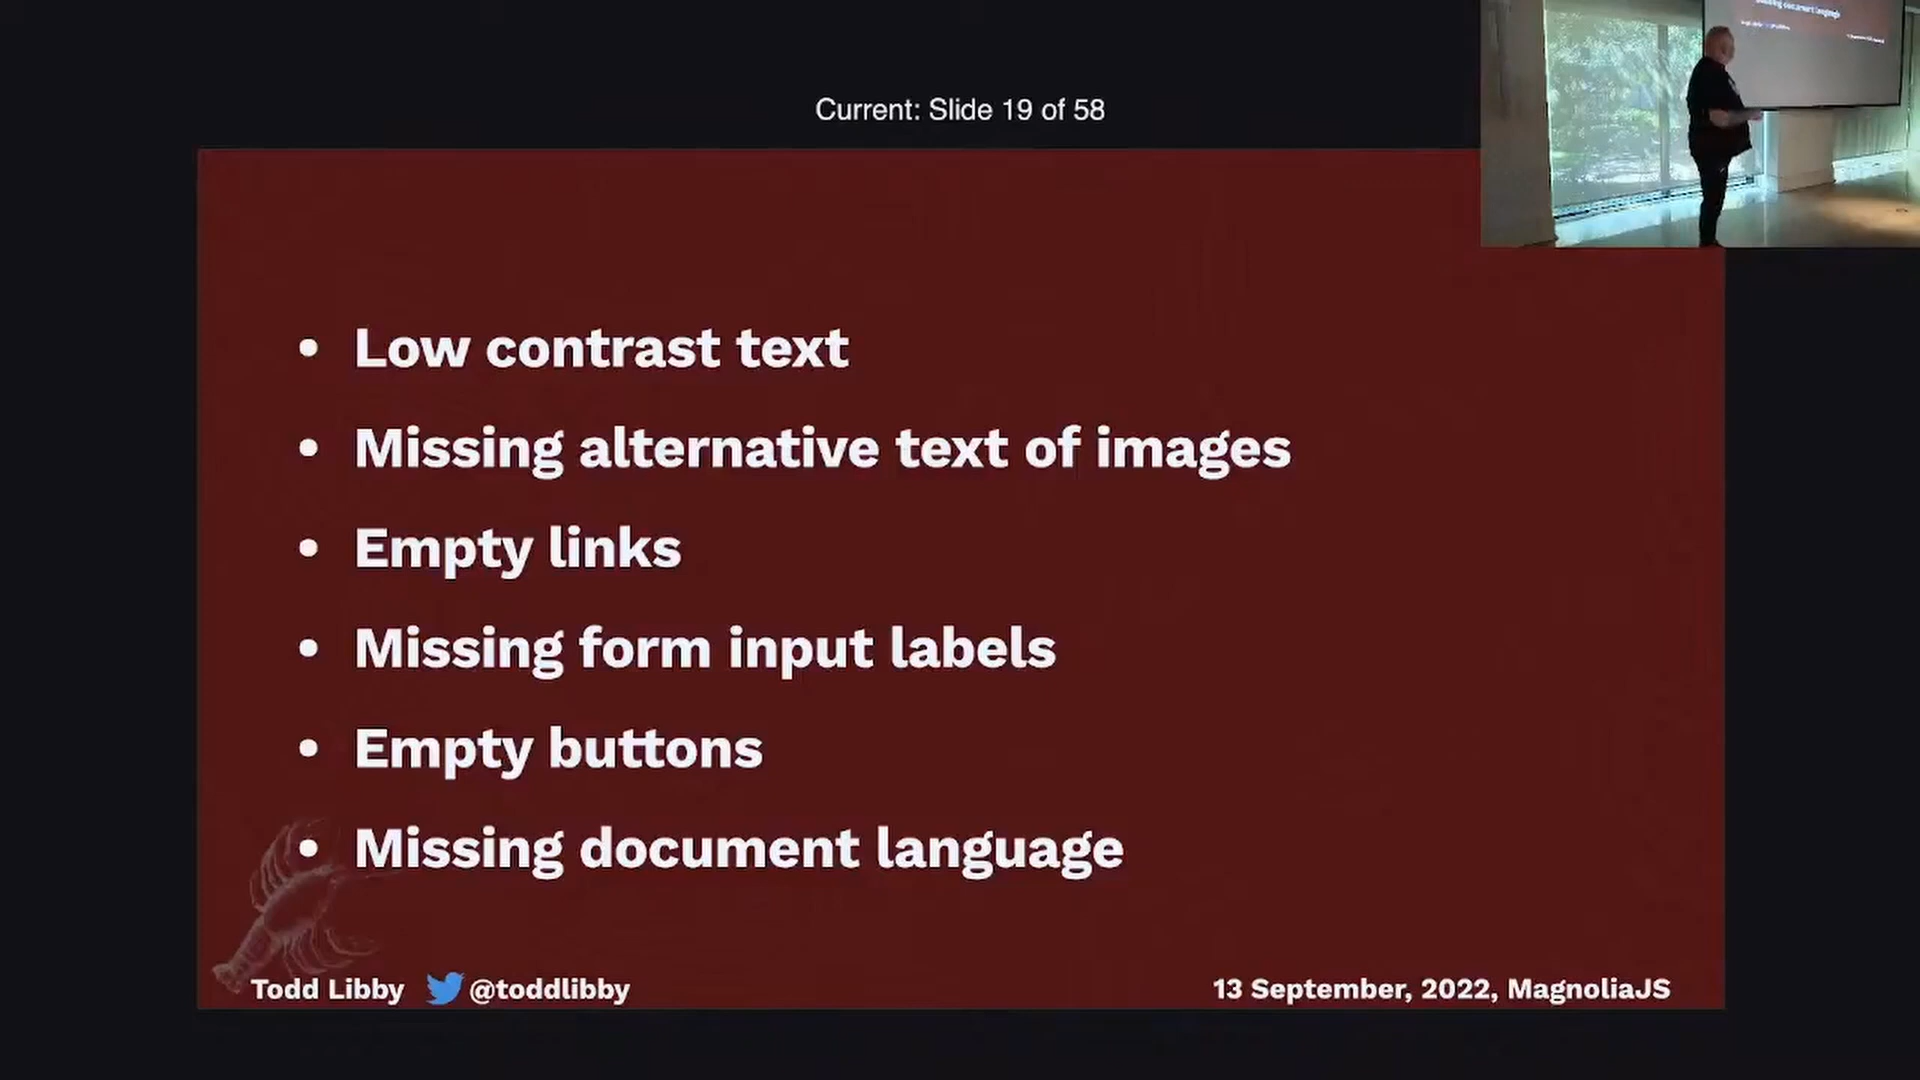 Current: Slide 19 of 58
• Low contrast text
• Missing alternative text of images
• Empty links
• Missing form input labels
• Empty buttons
• Missing document language
Todd Libby @toddlibby
13 September, 2022, MagnoliaJS